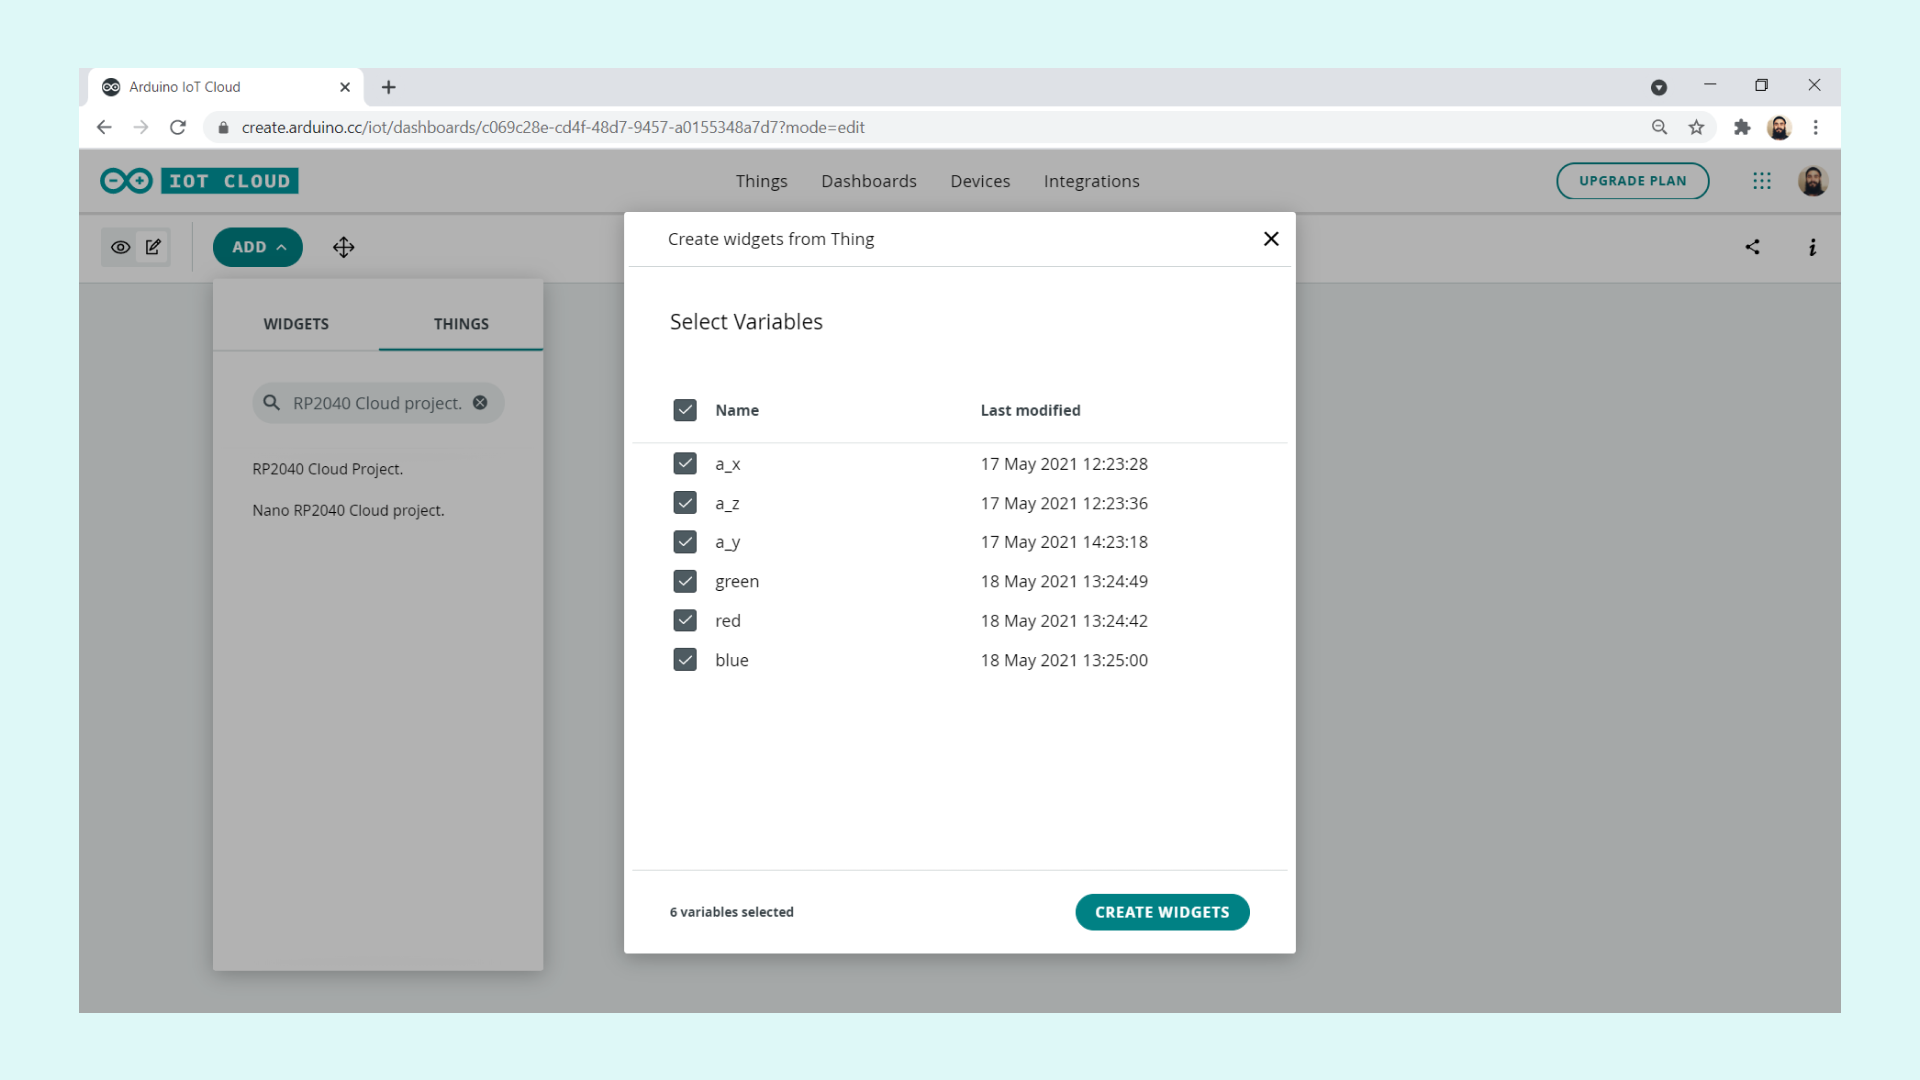 Arduino IoT Cloud
create.arduino.cc/iot/dashboards/c069c28e-cd4f-48d7-9457-a0155348a7d7?mode=edit
IOT CLOUD
Things Dashboards Devices Integrations
UPGRADE PLAN
ADD
WIDGETS THINGS
RP2040 Cloud project.
RP2040 Cloud Project.
Nano RP2040 Cloud project.
Create widgets from Thing
Select Variables
Name Last modified
a_x 17 May 2021 12:23:28
a_z 17 May 2021 12:23:36
a_y 17 May 2021 14:23:18
green 18 May 2021 13:24:49
red 18 May 2021 13:24:42
blue 18 May 2021 13:25:00
6 variables selected
CREATE WIDGETS